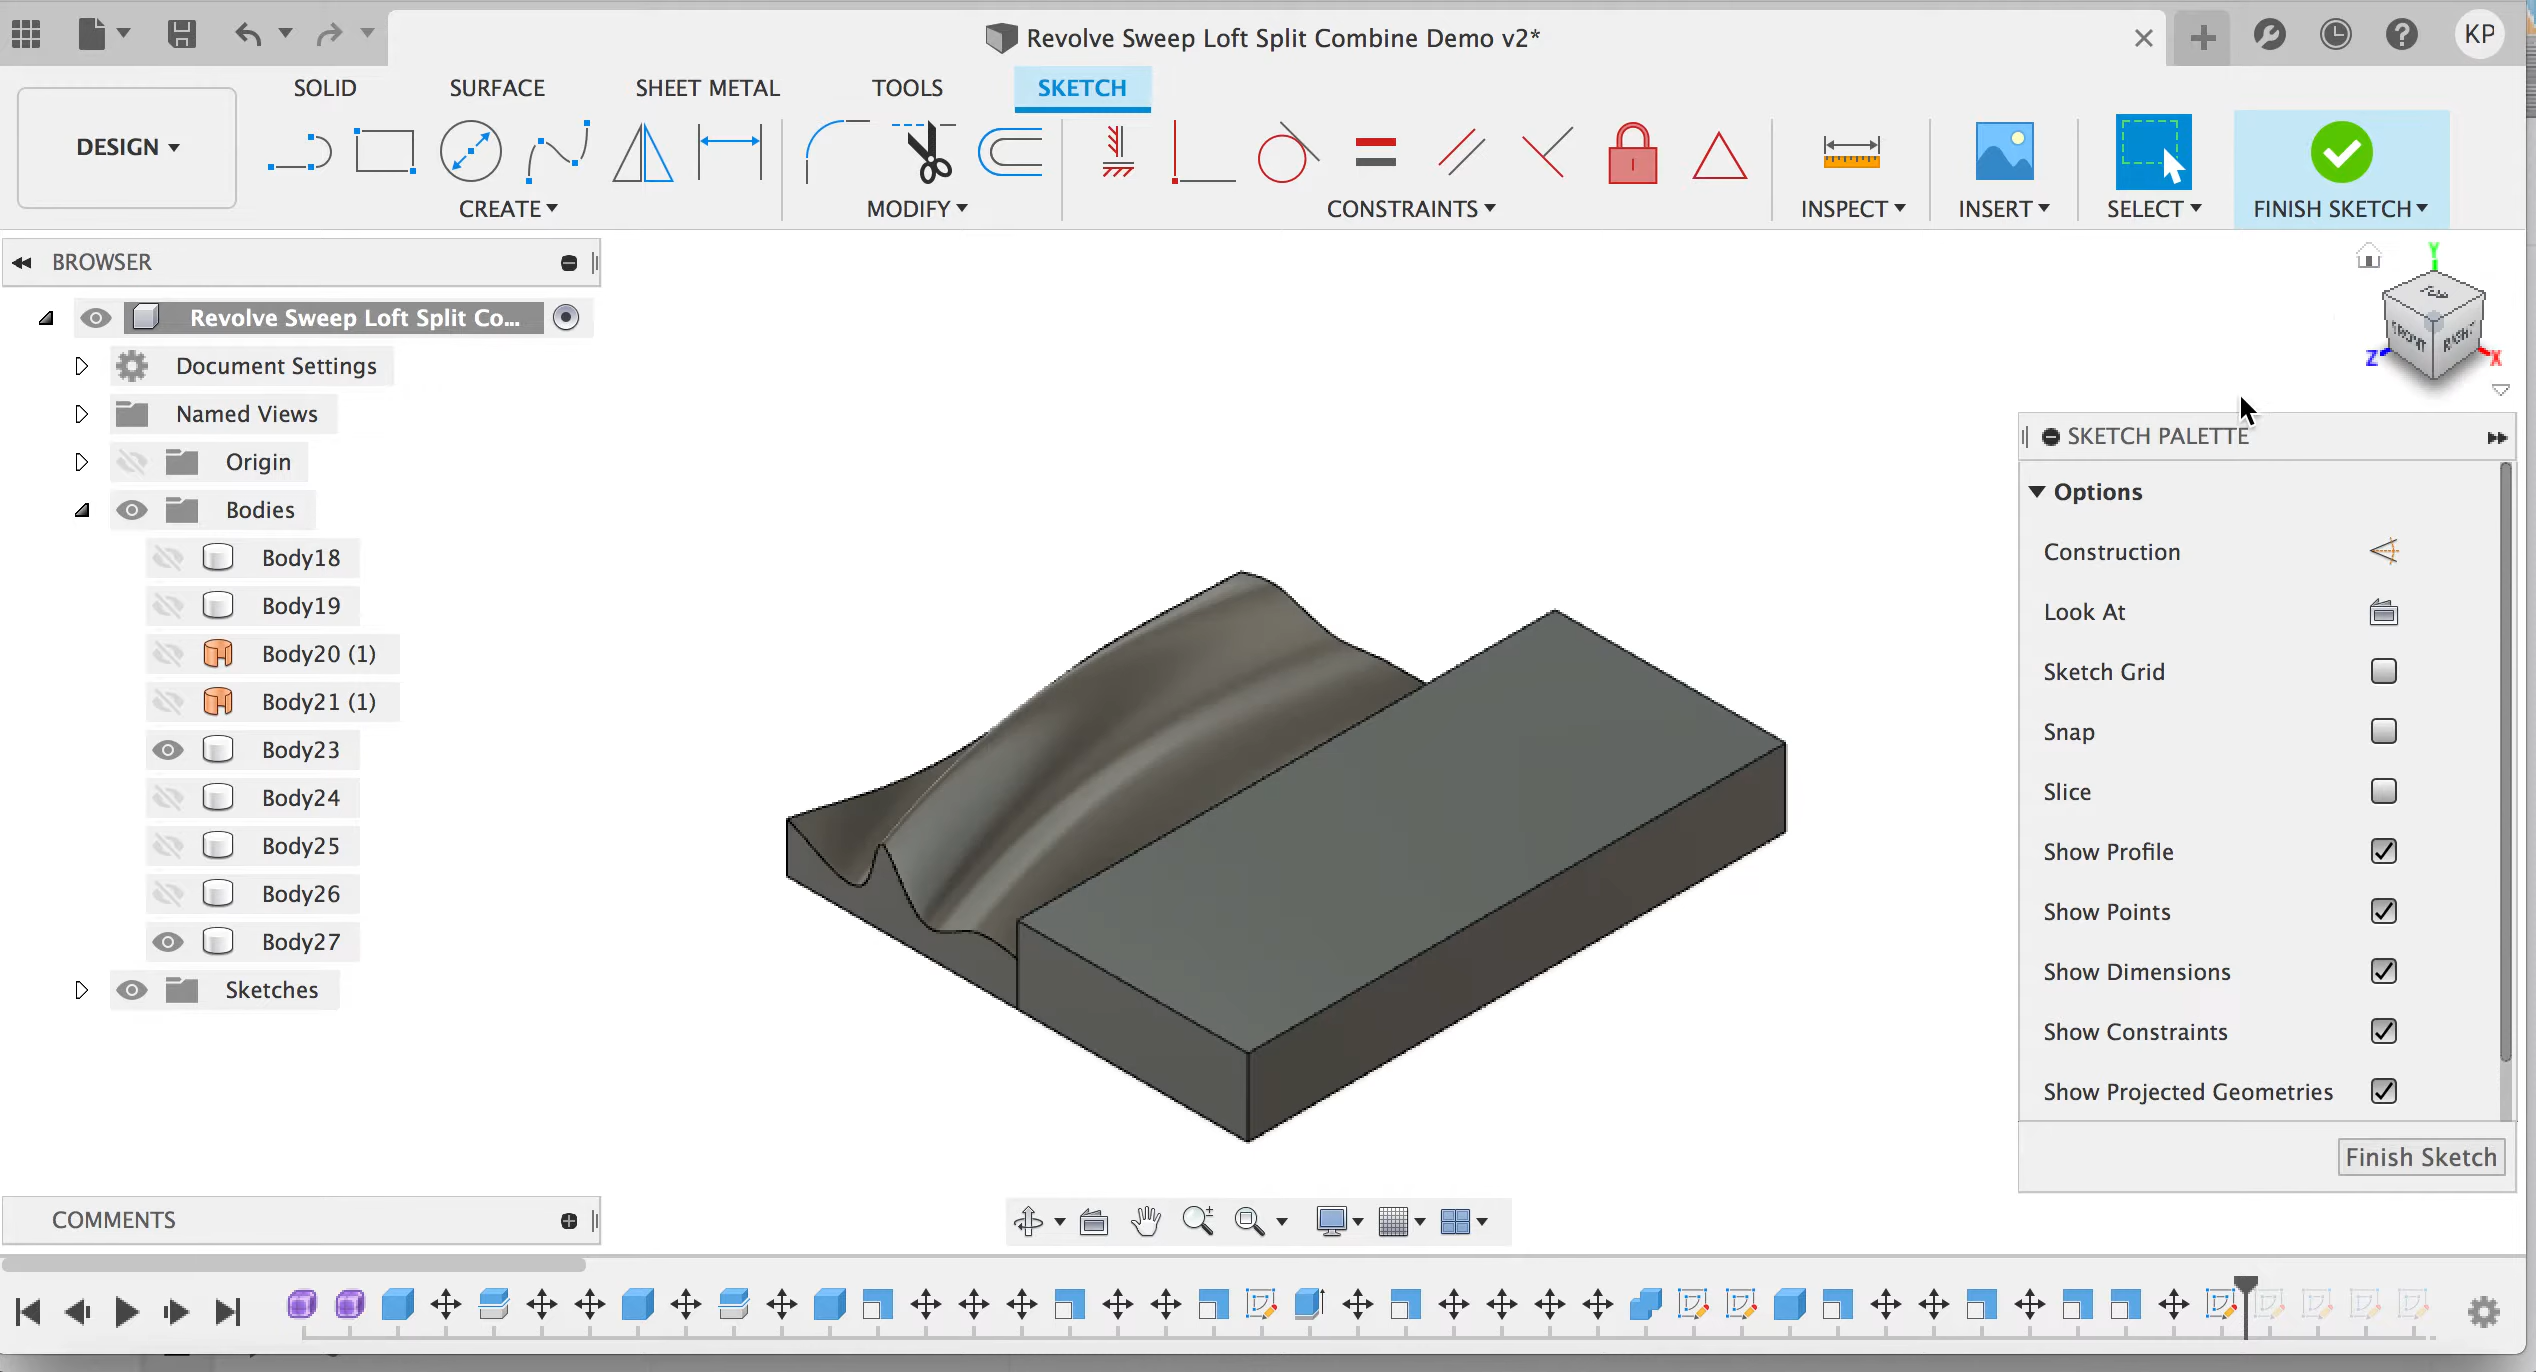 Revolve Sweep Loft Split Combine Demo v2*
KP
SOLID SURFACE SHEET METAL TOOLS SKETCH
DESIGN
CREATE MODIFY CONSTRAINTS INSPECT INSERT SELECT FINISH SKETCH
BROWSER
Revolve Sweep Loft Split Co...
Document Settings
Named Views
Origin
Bodies
Body18
Body19
Body20 (1)
Body21 (1)
Body23
Body24
Body25
Body26
Body27
Sketches
Y
FRONT RIGHT
Z X
SKETCH PALETTE
Options
Construction
Look At
Sketch Grid
Snap
Slice
Show Profile
Show Points
Show Dimensions
Show Constraints
Show Projected Geometries
Finish Sketch
COMMENTS